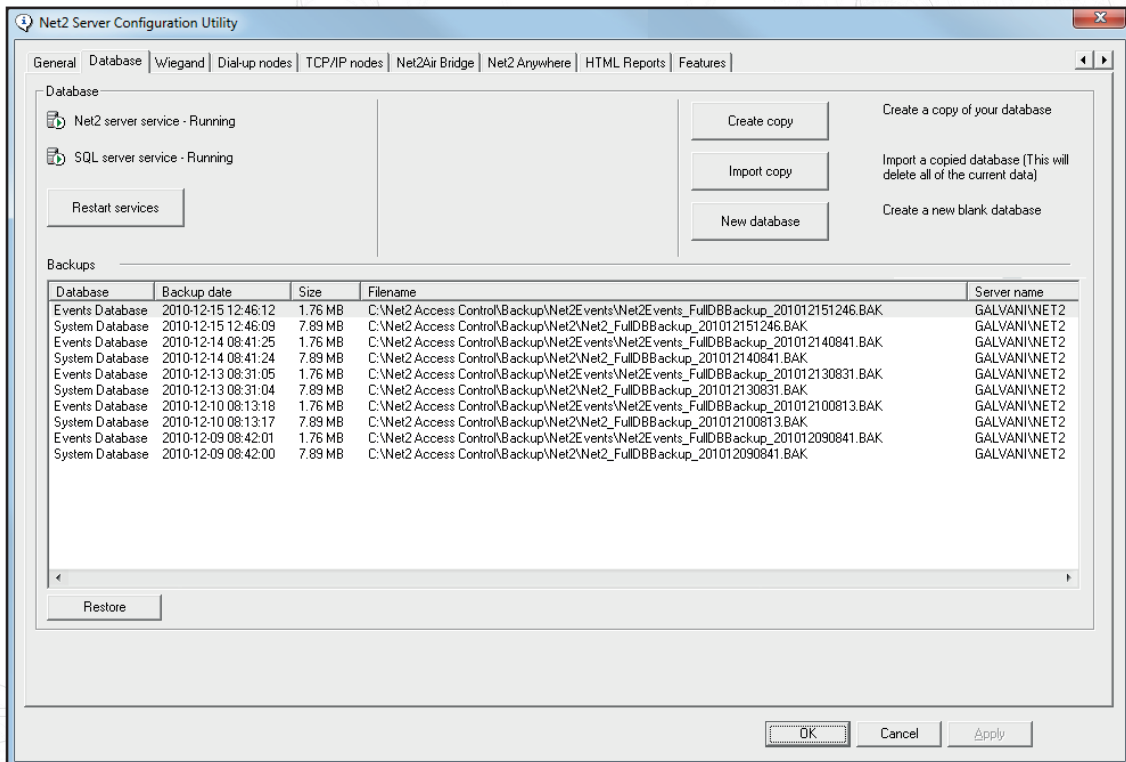 Net2 Server Configuration Utility
General Database Wiegand Dial-up nodes TCP/IP nodes Net2Air Bridge Net2 Anywhere HTML Reports Features
Database
Net2 server service - Running
SQL server service - Running
Restart services
Create copy
Create a copy of your database
Import copy
Import a copied database (This will
delete all of the current data)
New database
Create a new blank database
Backups
Database Backup date Size Filename Server name
Events Database 2010-12-15 12:46:12 1.76 MB C:\Net2 Access Control\Backup\Net2Events\Net2Events_FullDBBackup_201012151246.BAK GALVANI\NET2
System Database 2010-12-15 12:46:09 7.89 MB C:\Net2 Access Control\Backup\Net2\Net2_FullDBBackup_201012151246.BAK GALVANI\NET2
Events Database 2010-12-14 08:41:25 1.76 MB C:\Net2 Access Control\Backup\Net2Events\Net2Events_FullDBBackup_201012140841.BAK GALVANI\NET2
System Database 2010-12-14 08:41:24 7.89 MB C:\Net2 Access Control\Backup\Net2\Net2_FullDBBackup_201012140841.BAK GALVANI\NET2
Events Database 2010-12-13 08:31:05 1.76 MB C:\Net2 Access Control\Backup\Net2Events\Net2Events_FullDBBackup_201012130831.BAK GALVANI\NET2
System Database 2010-12-13 08:31:04 7.89 MB C:\Net2 Access Control\Backup\Net2\Net2_FullDBBackup_201012130831.BAK GALVANI\NET2
Events Database 2010-12-10 08:13:18 1.76 MB C:\Net2 Access Control\Backup\Net2Events\Net2Events_FullDBBackup_201012100813.BAK GALVANI\NET2
System Database 2010-12-10 08:13:17 7.89 MB C:\Net2 Access Control\Backup\Net2\Net2_FullDBBackup_201012100813.BAK GALVANI\NET2
Events Database 2010-12-09 08:42:01 1.76 MB C:\Net2 Access Control\Backup\Net2Events\Net2Events_FullDBBackup_201012090841.BAK GALVANI\NET2
System Database 2010-12-09 08:42:00 7.89 MB C:\Net2 Access Control\Backup\Net2\Net2_FullDBBackup_201012090841.BAK GALVANI\NET2
Restore
OK Cancel Apply